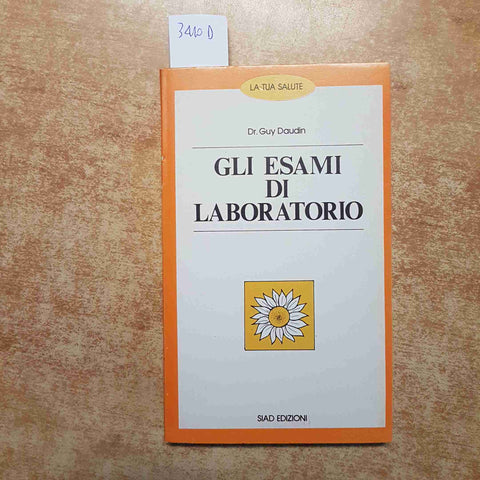 3410 D
LA TUA SALUTE
Dr. Guy Daudin
GLI ESAMI
DI
LABORATORIO
SIAD EDIZIONI